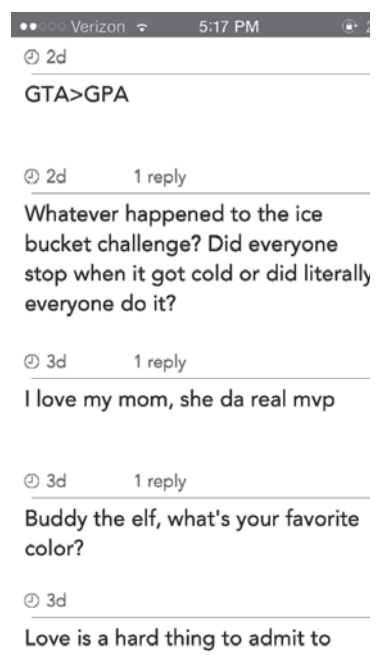 Verizon 5:17 PM
2d
GTA>GPA
2d 1 reply
Whatever happened to the ice
bucket challenge? Did everyone
stop when it got cold or did literally
everyone do it?
3d 1 reply
I love my mom, she da real mvp
3d 1 reply
Buddy the elf, what's your favorite
color?
3d
Love is a hard thing to admit to